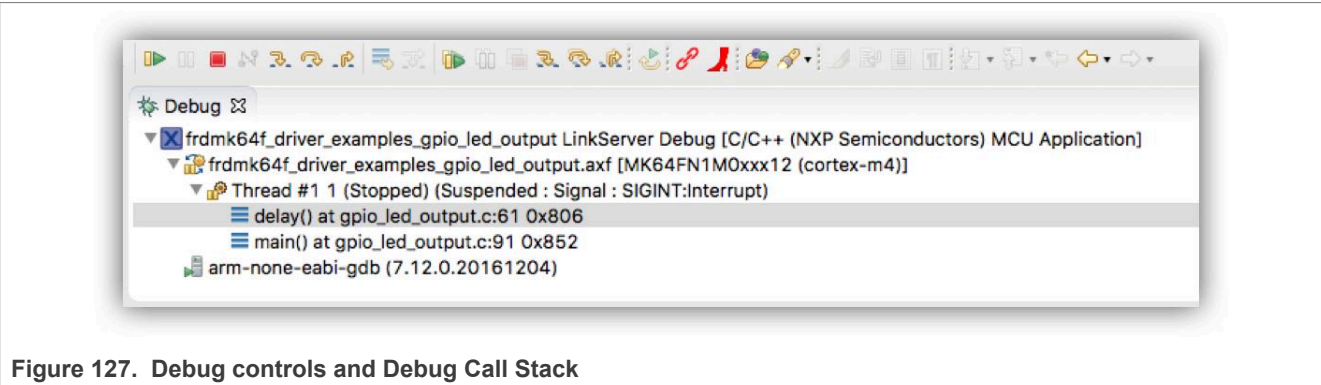 Debug
frdmk64f_driver_examples_gpio_led_output LinkServer Debug [C/C++ (NXP Semiconductors) MCU Application]
frdmk64f_driver_examples_gpio_led_output.axf [MK64FN1M0xxx12 (cortex-m4)]
Thread #1 1 (Stopped) (Suspended : Signal : SIGINT:Interrupt)
delay() at gpio_led_output.c:61 0x806
main() at gpio_led_output.c:91 0x852
arm-none-eabi-gdb (7.12.0.20161204)
Figure 127. Debug controls and Debug Call Stack